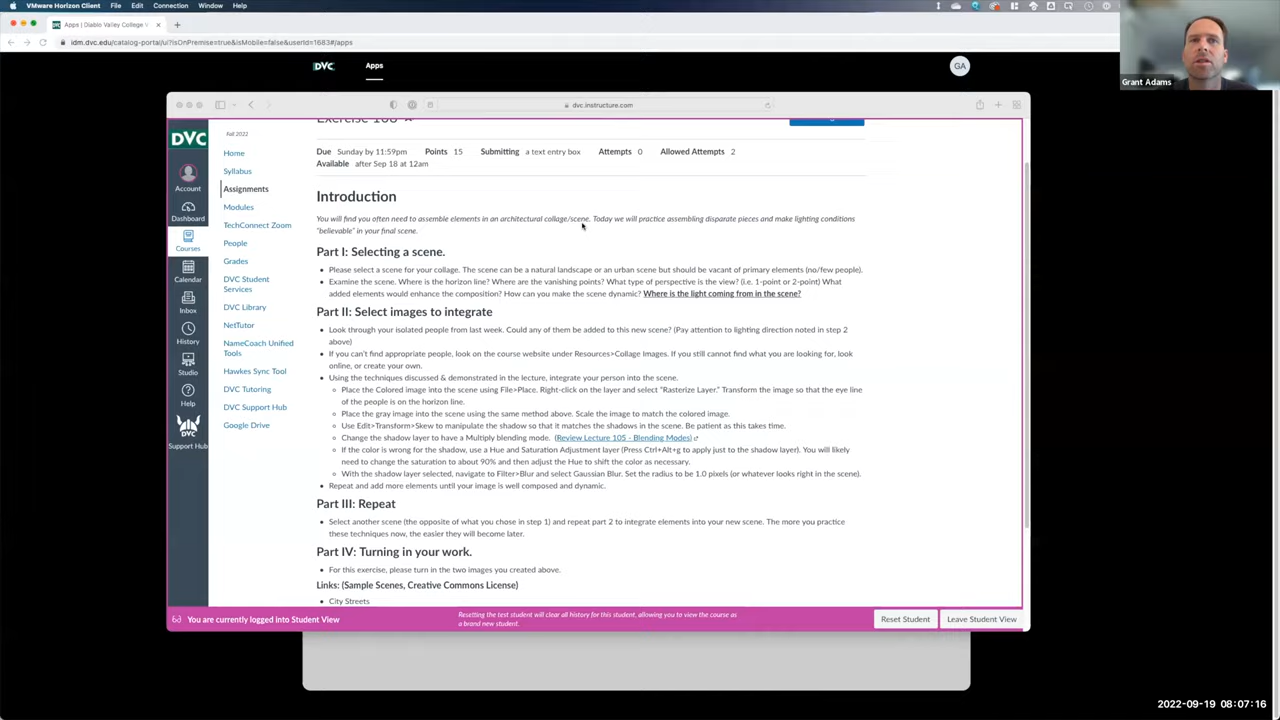 VMware Horizon Client File Edit Connection Window Help
Apps | Diablo Valley College V
idm.dvc.edu/catalog-portal/ui?isOnPremise=true&isMobile=false&userId=1683#/apps
Grant Adams
DVC Apps GA
dvc.instructure.com
DVC
Account
Dashboard
Courses
Calendar
Inbox
History
Studio
Help
DVC
Support Hub
Fall 2022
Home
Syllabus
Assignments
Modules
TechConnect Zoom
People
Grades
DVC Student
Services
DVC Library
NetTutor
NameCoach Unified
Tools
Hawkes Sync Tool
DVC Tutoring
DVC Support Hub
Google Drive
Due Sunday by 11:59pm Points 15 Submitting a text entry box Attempts 0 Allowed Attempts 2
Available after Sep 18 at 12am
Introduction
You will find you often need to assemble elements in an architectural collage/scene. Today we will practice assembling disparate pieces and make lighting conditions
"believable" in your final scene.
Part I: Selecting a scene.
• Please select a scene for your collage. The scene can be a natural landscape or an urban scene but should be vacant of primary elements (no/few people).
• Examine the scene. Where is the horizon line? Where are the vanishing points? What type of perspective is the view? (i.e. 1-point or 2-point) What
added elements would enhance the composition? How can you make the scene dynamic? Where is the light coming from in the scene?
Part II: Select images to integrate
• Look through your isolated people from last week. Could any of them be added to this new scene? (Pay attention to lighting direction noted in step 2
above)
• If you can't find appropriate people, look on the course website under Resources>Collage Images. If you still cannot find what you are looking for, look
online, or create your own.
• Using the techniques discussed & demonstrated in the lecture, integrate your person into the scene.
Place the Colored image into the scene using File>Place. Right-click on the layer and select "Rasterize Layer." Transform the image so that the eye line
of the people is on the horizon line.
Place the gray image into the scene using the same method above. Scale the image to match the colored image.
Use Edit>Transform>Skew to manipulate the shadow so that it matches the shadows in the scene. Be patient as this takes time.
Change the shadow layer to have a Multiply blending mode. (Review Lecture 105 - Blending Modes)
If the color is wrong for the shadow, use a Hue and Saturation Adjustment layer (Press Ctrl+Alt+g to apply just to the shadow layer). You will likely
need to change the saturation to about 90% and then adjust the Hue to shift the color as necessary.
With the shadow layer selected, navigate to Filter>Blur and select Gaussian Blur. Set the radius to be 1.0 pixels (or whatever looks right in the scene).
• Repeat and add more elements until your image is well composed and dynamic.
Part III: Repeat
• Select another scene (the opposite of what you chose in step 1) and repeat part 2 to integrate elements into your new scene. The more you practice
these techniques now, the easier they will become later.
Part IV: Turning in your work.
• For this exercise, please turn in the two images you created above.
Links: (Sample Scenes, Creative Commons License)
• City Streets
You are currently logged into Student View
Resetting the test student will clear all history for this student, allowing you to view the course as
a brand new student.
Reset Student
Leave Student View
2022-09-19 08:07:16